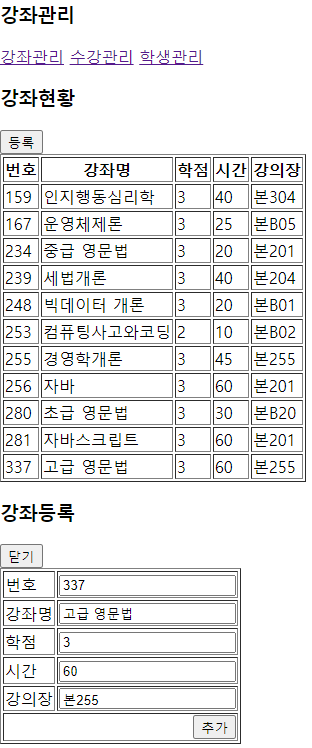 강좌관리
강좌관리 수강관리 학생관리
강좌현황
등록
번호 강좌명 학점 시간 강의장
159 인지행동심리학 3 40 본304
167 운영체제론 3 25 본B05
234 중급 영문법 3 20 본201
239 세법개론 3 40 본204
248 빅데이터 개론 3 20 본B01
253 컴퓨팅사고와코딩 2 10 본B02
255 경영학개론 3 45 본255
256 자바 3 60 본201
280 초급 영문법 3 30 본B20
281 자바스크립트 3 60 본201
337 고급 영문법 3 60 본255
강좌등록
닫기
번호 337
강좌명 고급 영문법
학점 3
시간 60
강의장 본255
추가